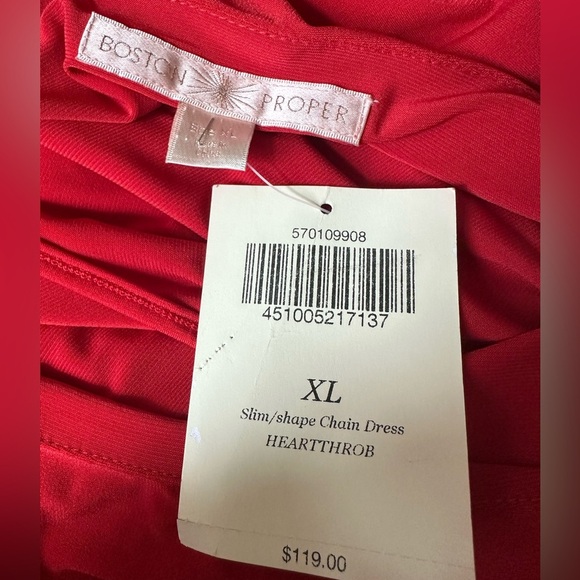 BOSTON PROPER
570109908
451005217137
XL
Slim/shape Chain Dress
HEARTTHROB
$119.00